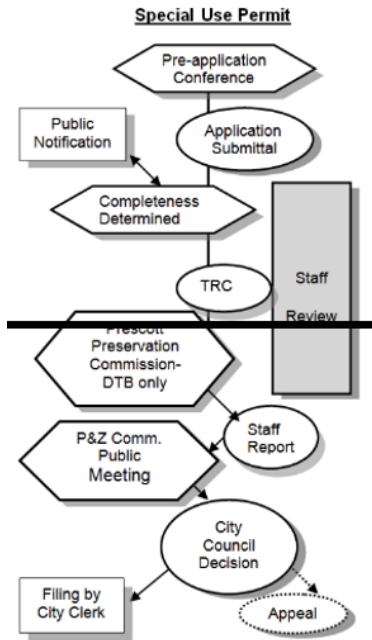 Special Use Permit
Pre-application
Conference
Public
Notification
Application
Submittal
Completeness
Determined
TRC
Staff
Review
Prescott
Preservation
Commission-
DTB only
Staff
Report
P&Z Comm.
Public
Meeting
City
Council
Decision
Filing by
City Clerk
Appeal